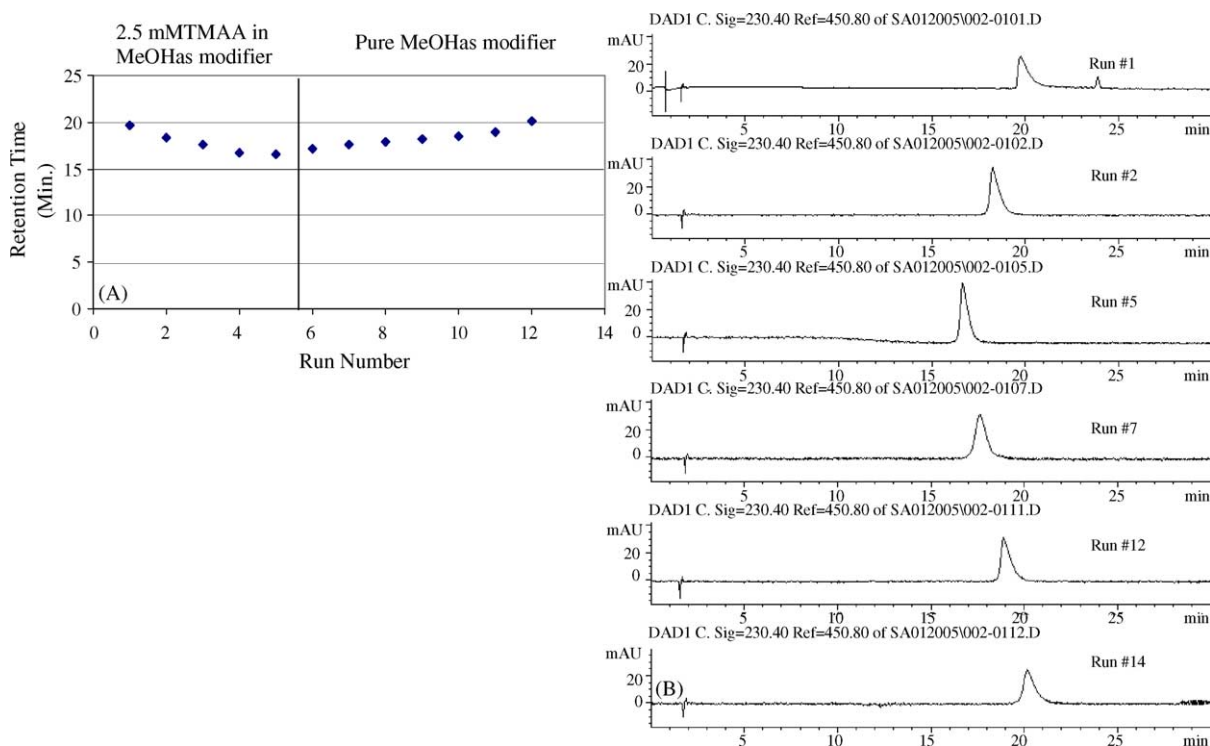 2.5 mMTMAA in
MeOHas modifier
Pure MeOHas modifier
25
20
15
10
5
0
Retention Time
(Min.)
(A)
0 2 4 6 8 10 12 14
Run Number
DAD1 C. Sig=230.40 Ref=450.80 of SA012005\002-0101.D
mAU
20
0
Run #1
5 10 15 20 25 min
DAD1 C. Sig=230.40 Ref=450.80 of SA012005\002-0102.D
mAU
20
0
Run #2
5 10 15 20 25 min
DAD1 C. Sig=230.40 Ref=450.80 of SA012005\002-0105.D
mAU
20
0
Run #5
5 10 15 20 25 min
DAD1 C. Sig=230.40 Ref=450.80 of SA012005\002-0107.D
mAU
20
0
Run #7
5 10 15 20 25 min
DAD1 C. Sig=230.40 Ref=450.80 of SA012005\002-0111.D
mAU
20
0
Run #12
5 10 15 20 25 min
DAD1 C. Sig=230.40 Ref=450.80 of SA012005\002-0112.D
mAU
20
0
(B)
Run #14
5 10 15 20 25 min